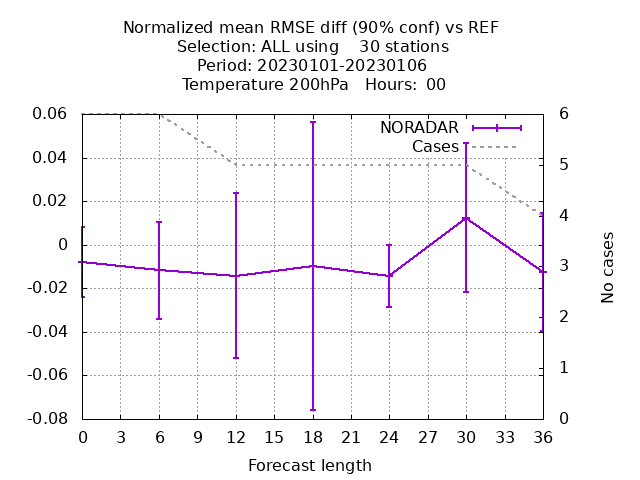 Normalized mean RMSE diff (90% conf) vs REF
Selection: ALL using 30 stations
Period: 20230101-20230106
Temperature 200hPa Hours: 00
0.06 6
NORADAR
Cases
0.04 5
0.02 4
0 3
-0.02 2
-0.04 1
-0.06 0
-0.08
No cases
0 3 6 9 12 15 18 21 24 27 30 33 36
Forecast length